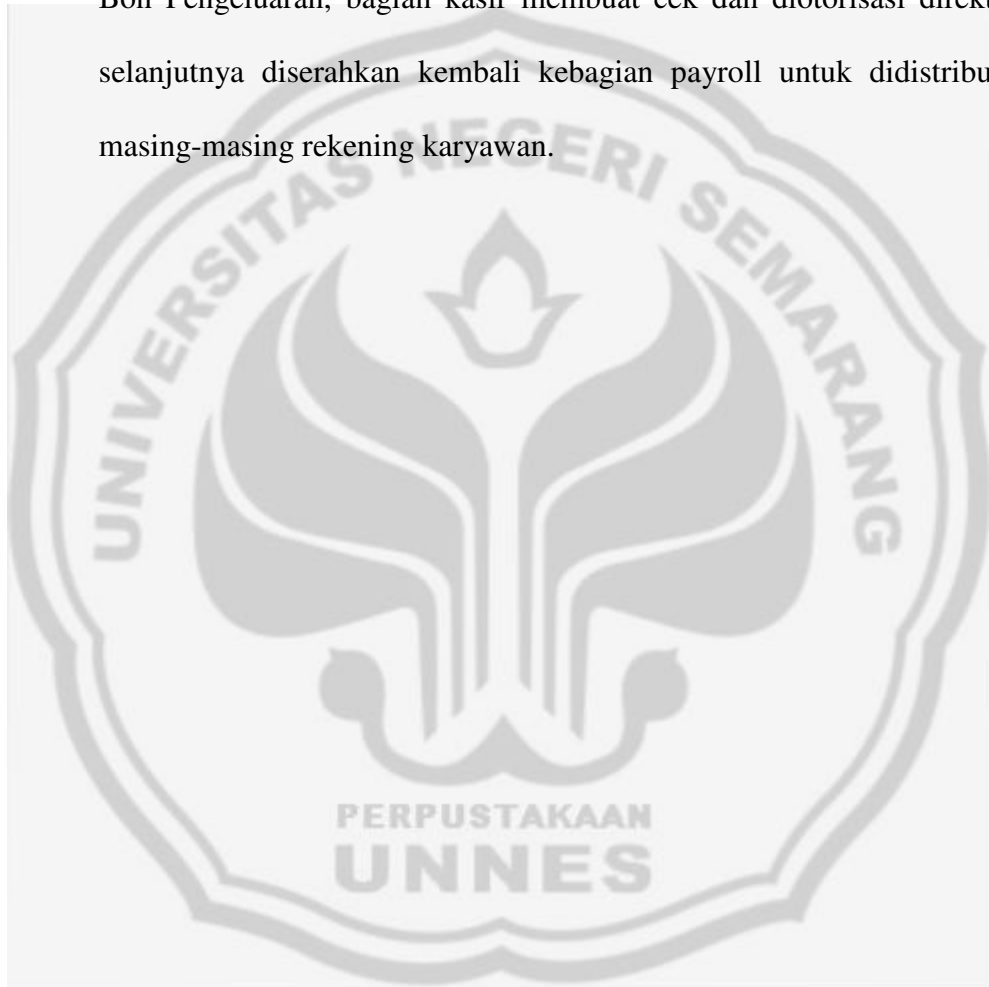 Bon Pengeluaran, bagian kasir membuat cek dan diotorisasi
selanjutnya diserahkan kembali kebagian payroll untuk
masing-masing rekening karyawan.
UNIVERSITAS NEGERI SEMARANG
PERPUSTAKAAN
UNNES